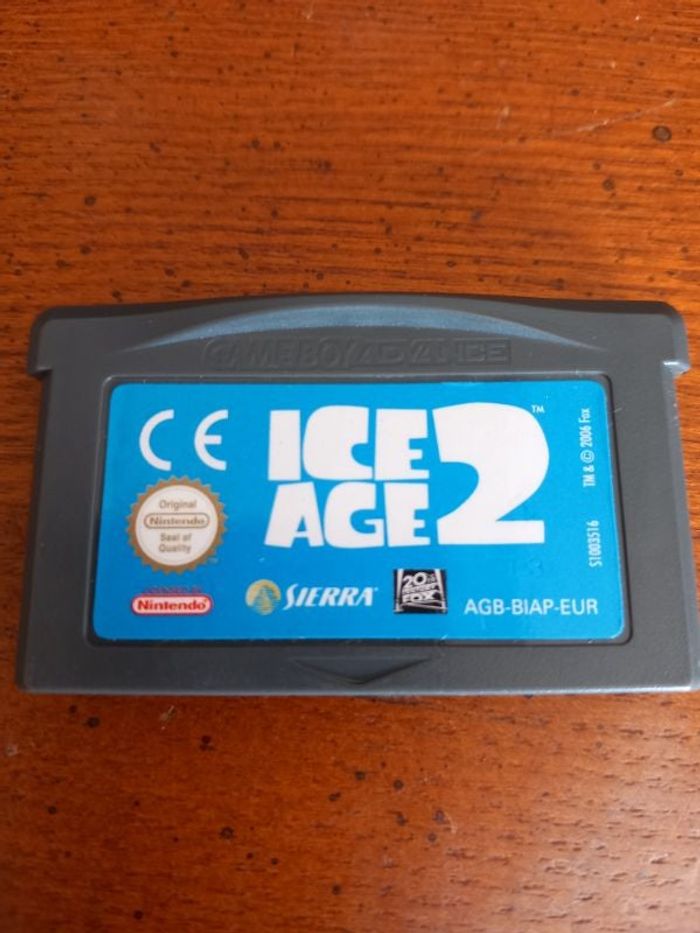 GAME BOY ADVANCE
CE
ICE
AGE 2
™
TM & © 2006 Fox
S1003516
Original
Nintendo
Seal of
Quality
Nintendo®
SIERRA
20th
CENTURY
FOX
AGB-BIAP-EUR